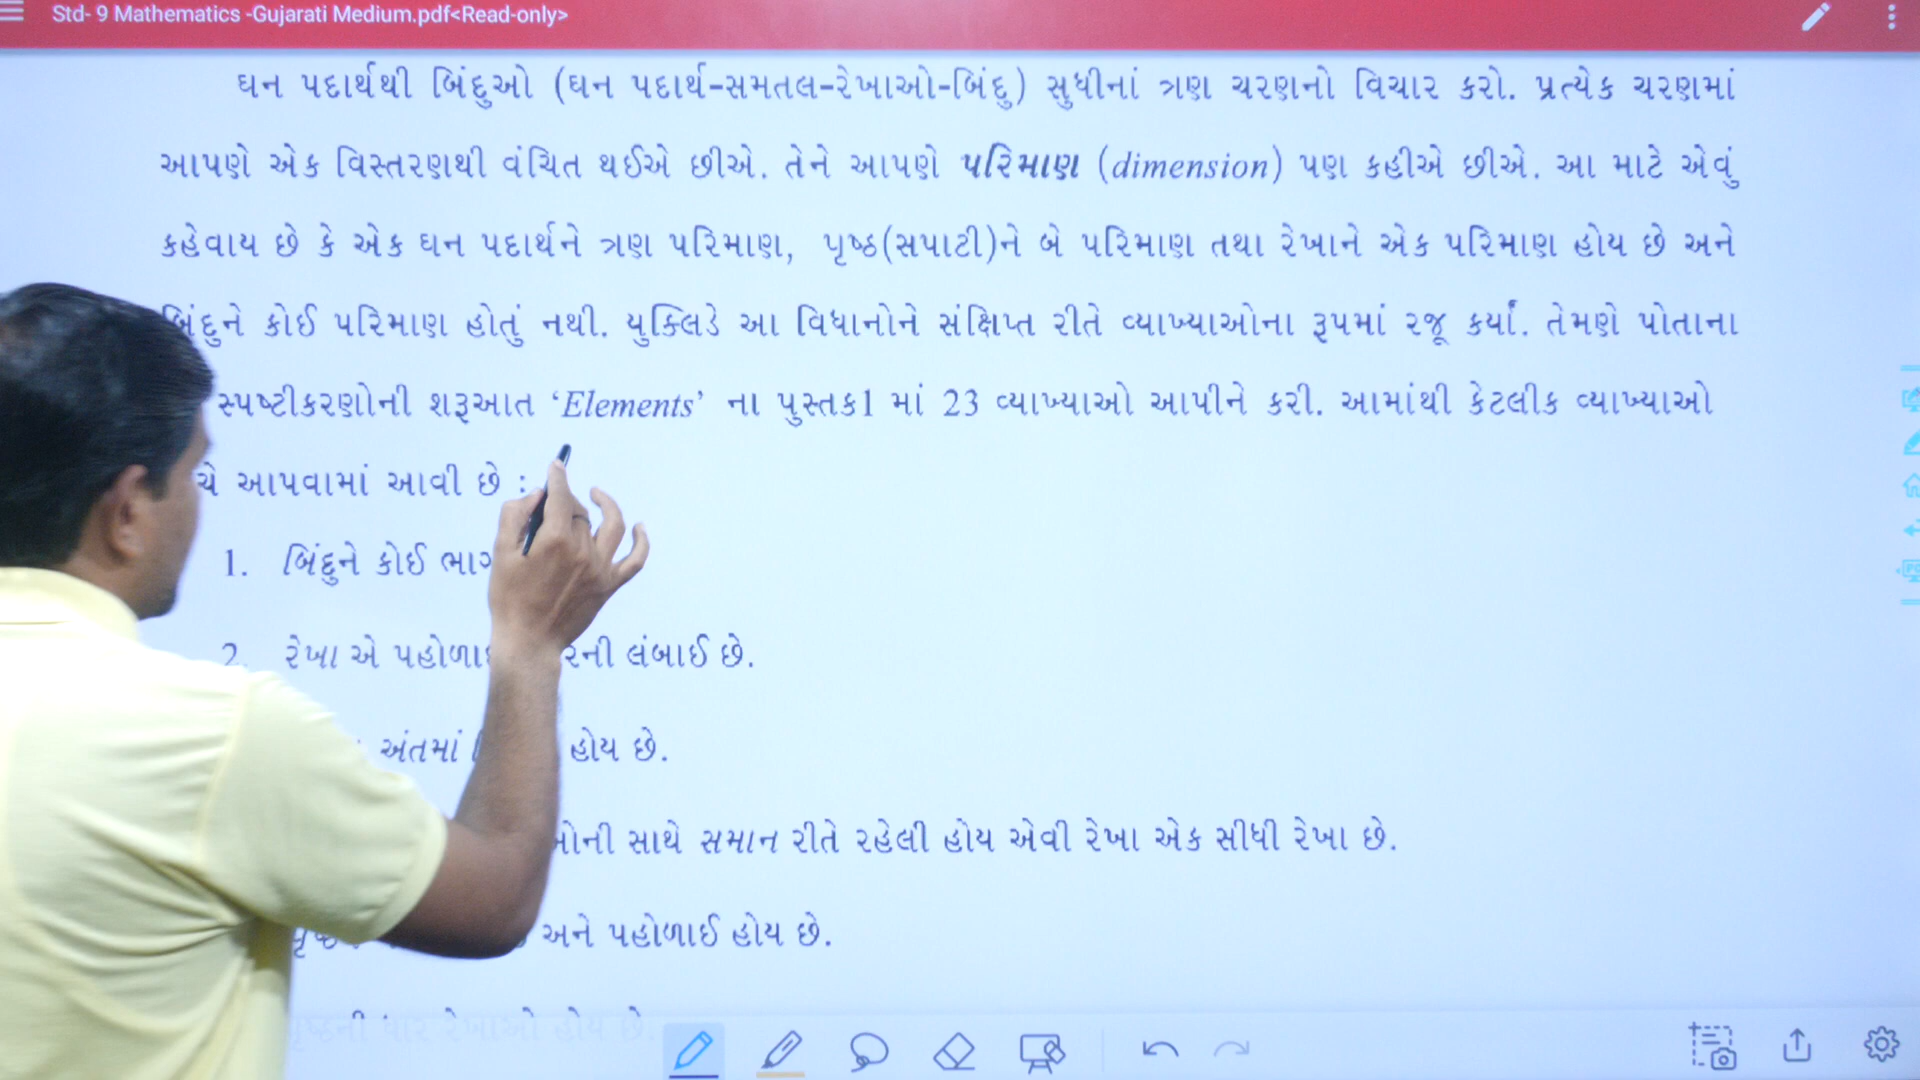 Std- 9 Mathematics -Gujarati Medium.pdf<Read-only>
ઘન પદાર્થથી બિંદુઓ (ઘન પદાર્થ-સમતલ-રેખાઓ-બિંદુ) સુધીનાં ત્રણ ચરણનો વિચાર કરો. પ્રત્યેક ચરણમાં
આપણે એક વિસ્તરણથી વંચિત થઈએ છીએ. તેને આપણે પરિમાણ (dimension) પણ કહીએ છીએ. આ માટે એવું
કહેવાય છે કે એક ઘન પદાર્થને ત્રણ પરિમાણ, પૃષ્ઠ(સપાટી)ને બે પરિમાણ તથા રેખાને એક પરિમાણ હોય છે અને
બિંદુને કોઈ પરિમાણ હોતું નથી. યુક્લિડે આ વિધાનોને સંક્ષિપ્ત રીતે વ્યાખ્યાઓના રૂપમાં રજૂ કર્યાં. તેમણે પોતાના
સ્પષ્ટીકરણોની શરૂઆત ‘Elements’ ના પુસ્તક1 માં 23 વ્યાખ્યાઓ આપીને કરી. આમાંથી કેટલીક વ્યાખ્યાઓ
આપવામાં આવી છે :
1. બિંદુને કોઈ
2. રેખા એ લંબાઈ છે.
અંતમાં હોય છે.
સાથે સમાન રીતે રહેલી હોય એવી રેખા એક સીધી રેખા છે.
અને પહોળાઈ હોય છે.
ધાર રેખાઓ હોય છે.